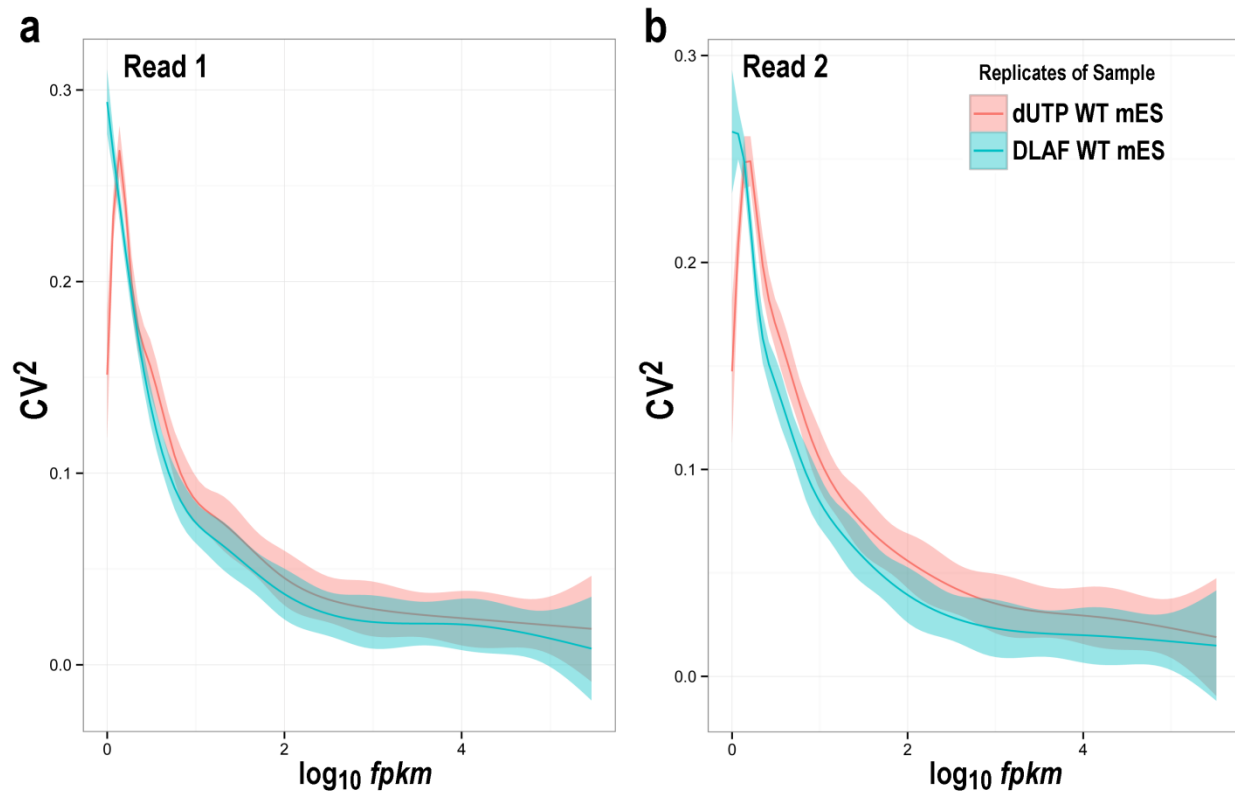 a
Read 1
0.3
0.2
0.1
0.0
CV²
0
2
4
log₁₀ fpkm
b
Read 2
Replicates of Sample
dUTP WT mES
DLAF WT mES
0.3
0.2
0.1
0.0
CV²
0
2
4
log₁₀ fpkm